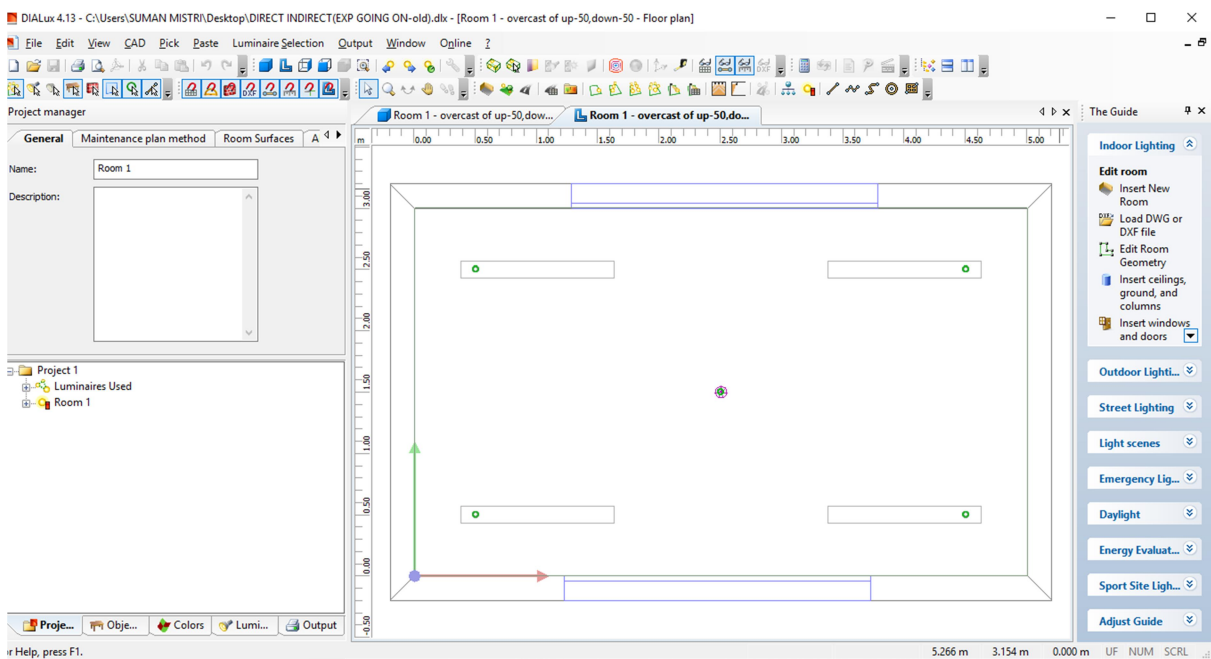 DIALux 4.13 - C:\Users\SUMAN MISTRI\Desktop\DIRECT INDIRECT(EXP GOING ON-old).dlx - [Room 1 - overcast of up-50,down-50 - Floor plan]
File Edit View CAD Pick Paste Luminaire Selection Output Window Online ?
Project manager
General Maintenance plan method Room Surfaces A
Name: Room 1
Description:
Project 1
Luminaires Used
Room 1
Proje... Obje... Colors Lumi... Output
r Help, press F1.
Room 1 - overcast of up-50,dow... Room 1 - overcast of up-50,do...
m 0.00 0.50 1.00 1.50 2.00 2.50 3.00 3.50 4.00 4.50 5.00
3.00
2.50
2.00
1.50
1.00
0.50
0.00
-0.50
The Guide
Indoor Lighting
Edit room
Insert New
Room
Load DWG or
DXF file
Edit Room
Geometry
Insert ceilings,
ground, and
columns
Insert windows
and doors
Outdoor Lighti...
Street Lighting
Light scenes
Emergency Lig...
Daylight
Energy Evaluat...
Sport Site Ligh...
Adjust Guide
5.266 m 3.154 m 0.000 m UF NUM SCRL